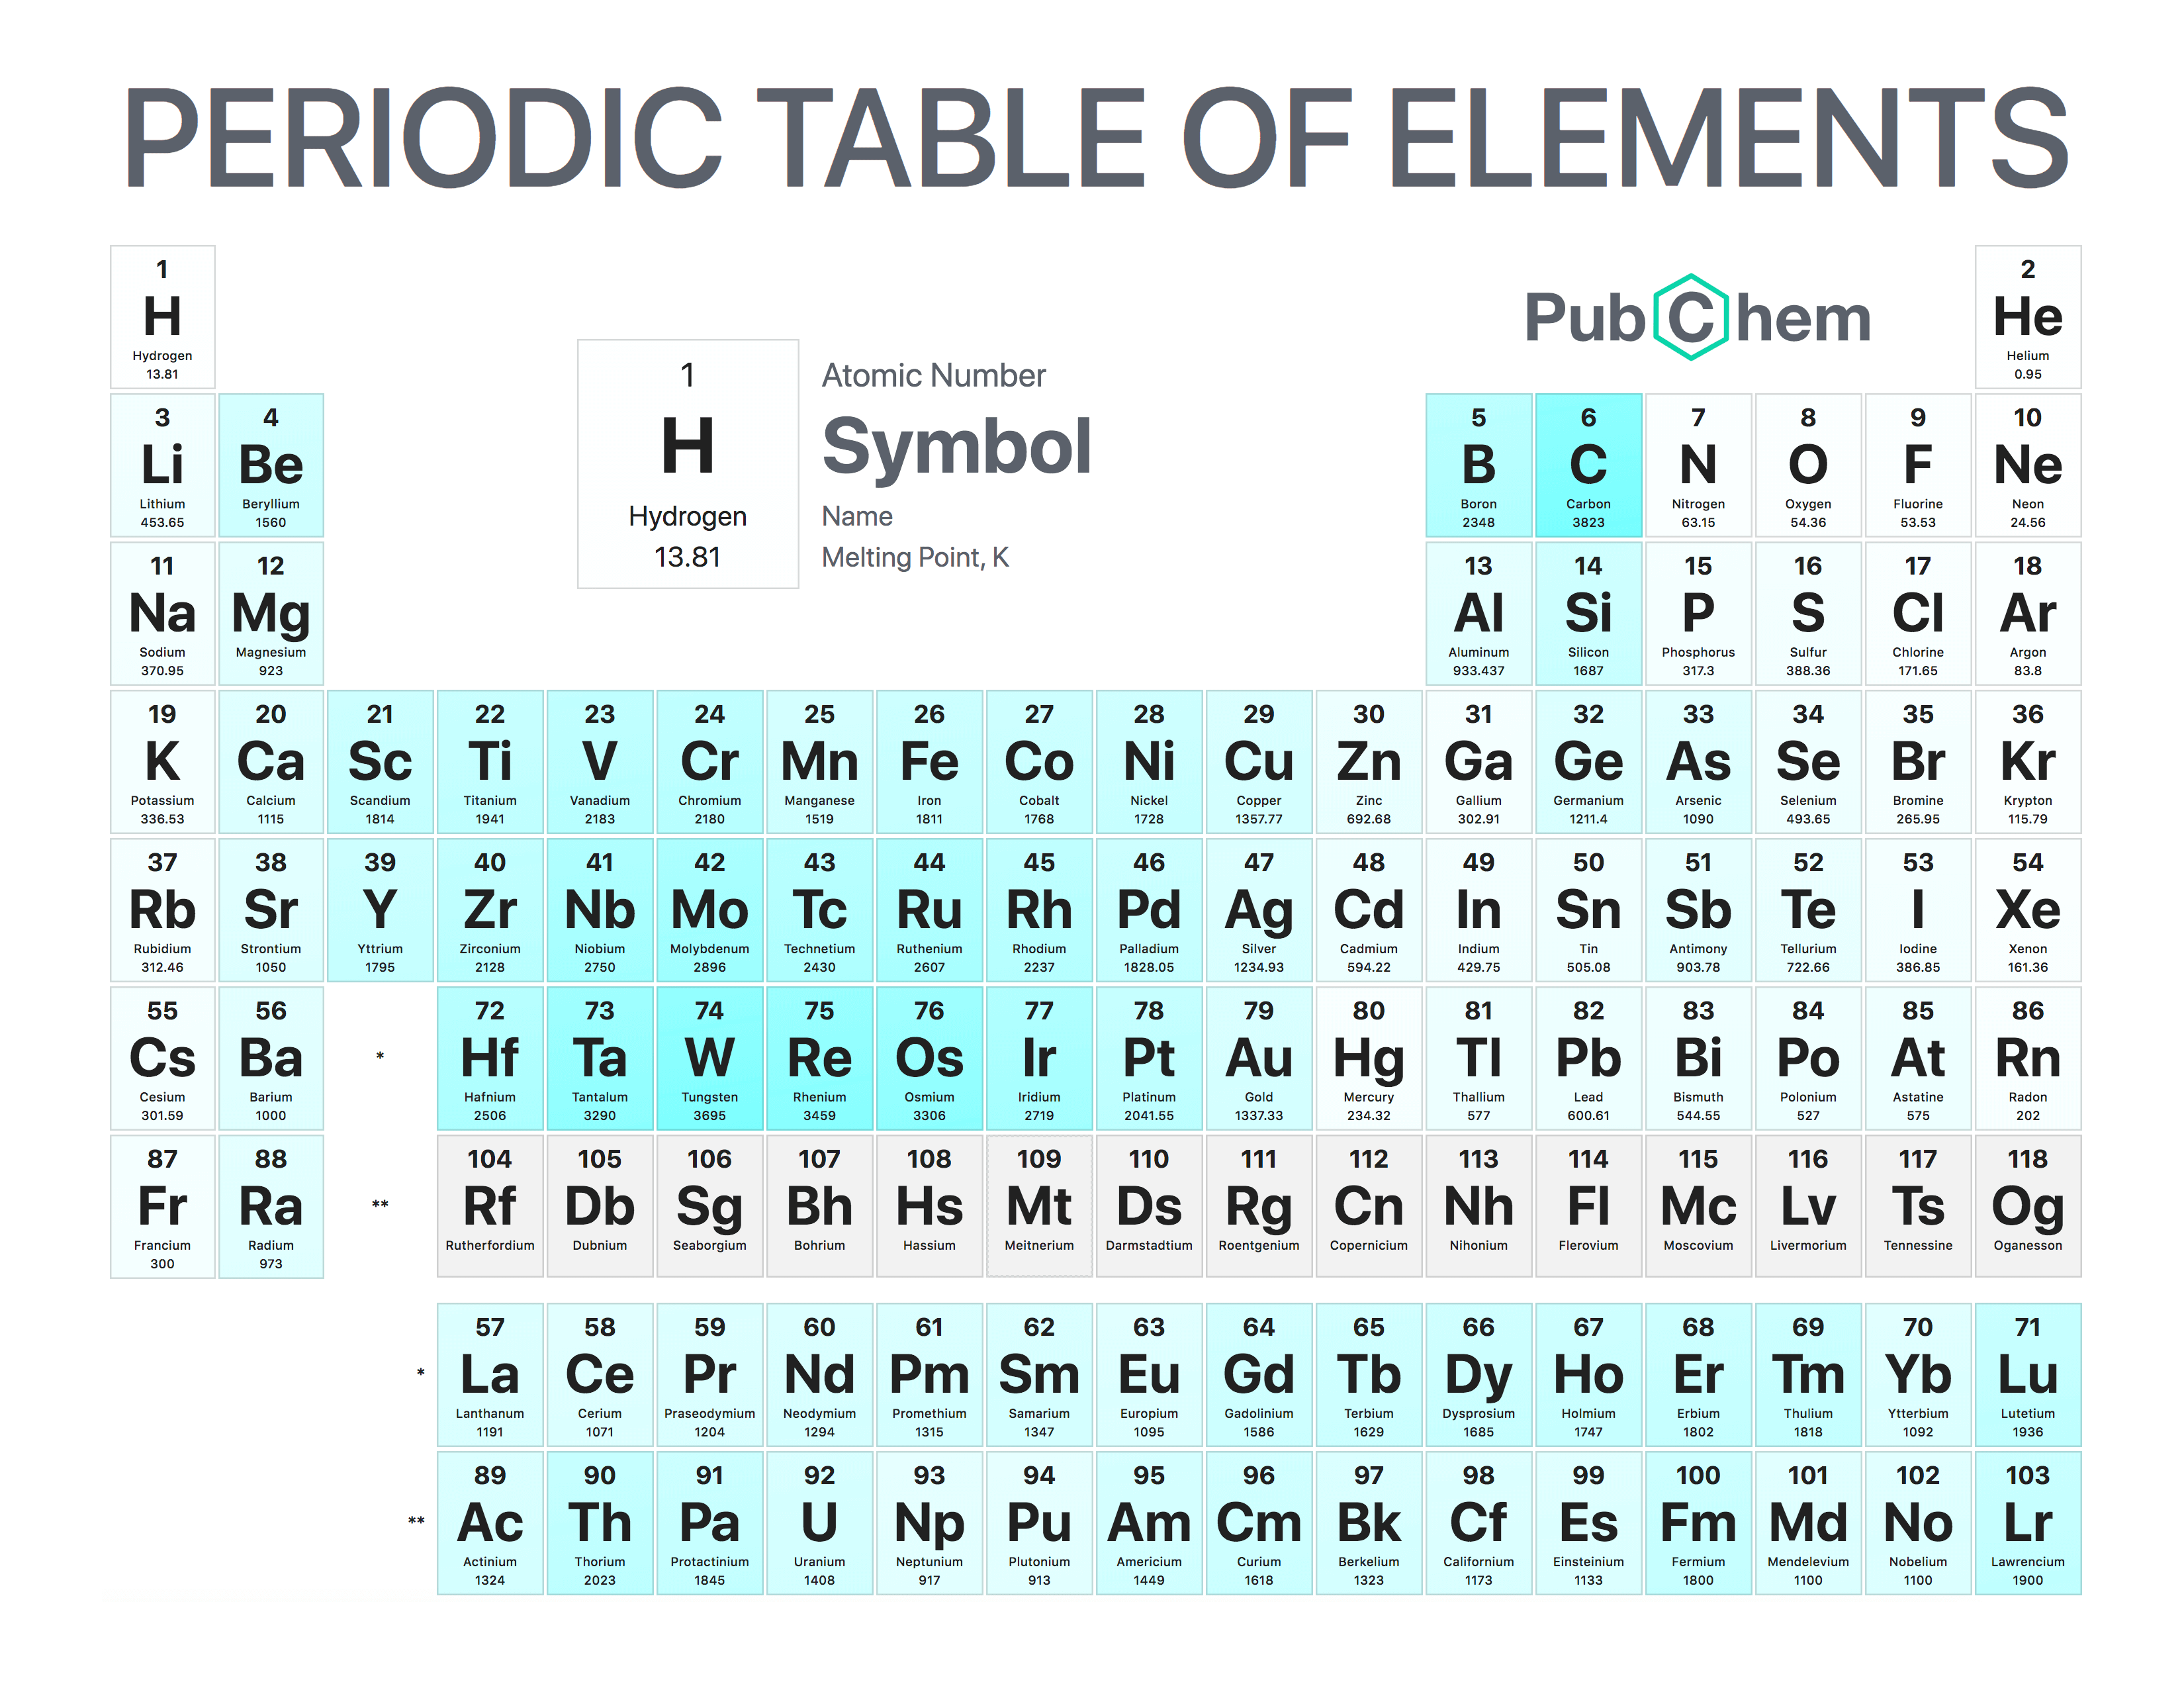 PERIODIC TABLE OF ELEMENTS
PubChem
1 Atomic Number
H Symbol
Hydrogen Name
13.81 Melting Point, K
1 2
H He
Hydrogen Helium
13.81 0.95
3 4 5 6 7 8 9 10
Li Be B C N O F Ne
Lithium Beryllium Boron Carbon Nitrogen Oxygen Fluorine Neon
453.65 1560 2348 3823 63.15 54.36 53.53 24.56
11 12 13 14 15 16 17 18
Na Mg Al Si P S Cl Ar
Sodium Magnesium Aluminum Silicon Phosphorus Sulfur Chlorine Argon
370.95 923 933.437 1687 317.3 388.36 171.65 83.8
19 20 21 22 23 24 25 26 27 28 29 30 31 32 33 34 35 36
K Ca Sc Ti V Cr Mn Fe Co Ni Cu Zn Ga Ge As Se Br Kr
Potassium Calcium Scandium Titanium Vanadium Chromium Manganese Iron Cobalt Nickel Copper Zinc Gallium Germanium Arsenic Selenium Bromine Krypton
336.53 1115 1814 1941 2183 2180 1519 1811 1768 1728 1357.77 692.68 302.91 1211.4 1090 493.65 265.95 115.79
37 38 39 40 41 42 43 44 45 46 47 48 49 50 51 52 53 54
Rb Sr Y Zr Nb Mo Tc Ru Rh Pd Ag Cd In Sn Sb Te I Xe
Rubidium Strontium Yttrium Zirconium Niobium Molybdenum Technetium Ruthenium Rhodium Palladium Silver Cadmium Indium Tin Antimony Tellurium Iodine Xenon
312.46 1050 1795 2128 2750 2896 2430 2607 2237 1828.05 1234.93 594.22 429.75 505.08 903.78 722.66 386.85 161.36
55 56 72 73 74 75 76 77 78 79 80 81 82 83 84 85 86
Cs Ba * Hf Ta W Re Os Ir Pt Au Hg Tl Pb Bi Po At Rn
Cesium Barium Hafnium Tantalum Tungsten Rhenium Osmium Iridium Platinum Gold Mercury Thallium Lead Bismuth Polonium Astatine Radon
301.59 1000 2506 3290 3695 3459 3306 2719 2041.55 1337.33 234.32 577 600.61 544.55 527 575 202
87 88 104 105 106 107 108 109 110 111 112 113 114 115 116 117 118
Fr Ra ** Rf Db Sg Bh Hs Mt Ds Rg Cn Nh Fl Mc Lv Ts Og
Francium Radium Rutherfordium Dubnium Seaborgium Bohrium Hassium Meitnerium Darmstadtium Roentgenium Copernicium Nihonium Flerovium Moscovium Livermorium Tennessine Oganesson
300 973
57 58 59 60 61 62 63 64 65 66 67 68 69 70 71
* La Ce Pr Nd Pm Sm Eu Gd Tb Dy Ho Er Tm Yb Lu
Lanthanum Cerium Praseodymium Neodymium Promethium Samarium Europium Gadolinium Terbium Dysprosium Holmium Erbium Thulium Ytterbium Lutetium
1191 1071 1204 1294 1315 1347 1095 1586 1629 1685 1747 1802 1818 1092 1936
89 90 91 92 93 94 95 96 97 98 99 100 101 102 103
** Ac Th Pa U Np Pu Am Cm Bk Cf Es Fm Md No Lr
Actinium Thorium Protactinium Uranium Neptunium Plutonium Americium Curium Berkelium Californium Einsteinium Fermium Mendelevium Nobelium Lawrencium
1324 2023 1845 1408 917 913 1449 1618 1323 1173 1133 1800 1100 1100 1900